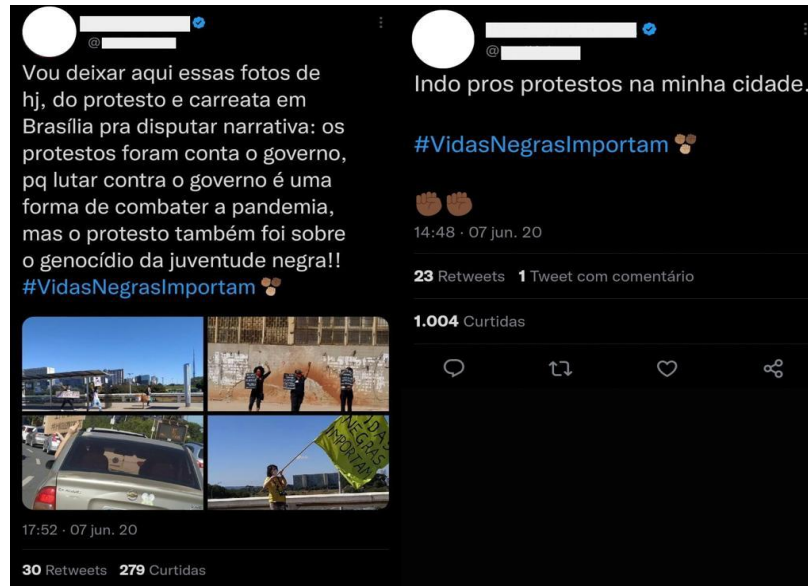 @
Vou deixar aqui essas fotos de
hj, do protesto e carreata em
Brasília pra disputar narrativa: os
protestos foram conta o governo,
pq lutar contra o governo é uma
forma de combater a pandemia,
mas o protesto também foi sobre
o genocídio da juventude negra!!
#VidasNegrasImportam
VIDAS
NEGRAS
IMPORTAM
17:52 · 07 jun. 20
30 Retweets 279 Curtidas
@
Indo pros protestos na minha cidade.
#VidasNegrasImportam
14:48 · 07 jun. 20
23 Retweets 1 Tweet com comentário
1.004 Curtidas